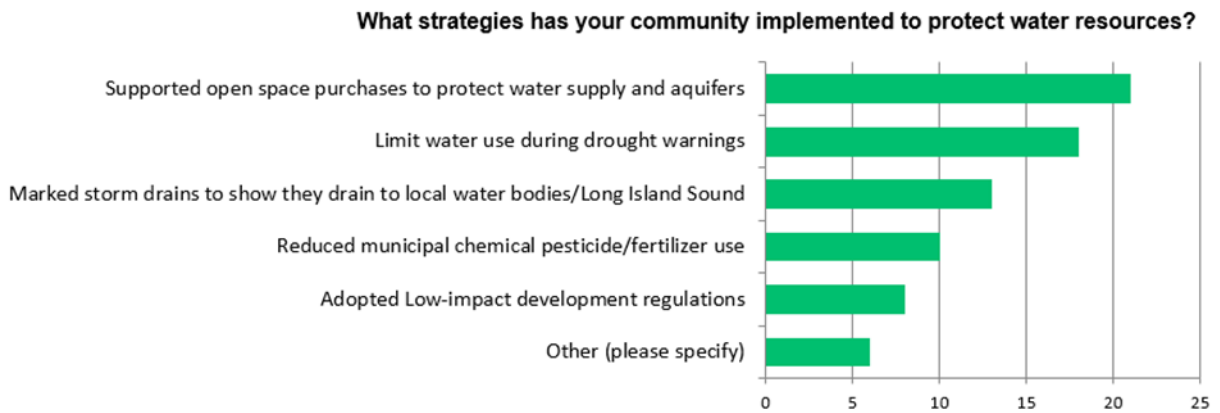 What strategies has your community implemented to protect water resources?
Supported open space purchases to protect water supply and aquifers
Limit water use during drought warnings
Marked storm drains to show they drain to local water bodies/Long Island Sound
Reduced municipal chemical pesticide/fertilizer use
Adopted Low-impact development regulations
Other (please specify)
0 5 10 15 20 25